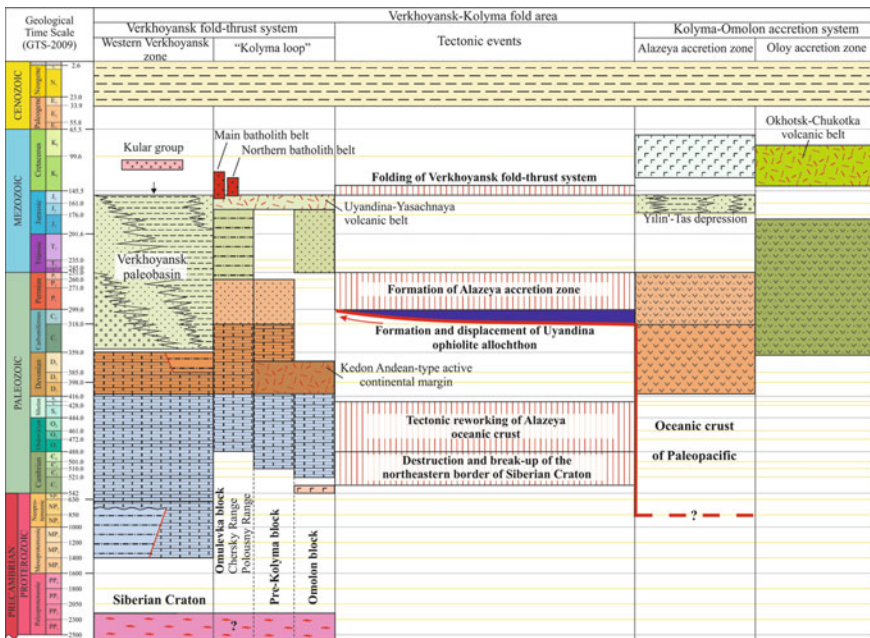 Geological
Time Scale
(GTS-2009)
Verkhoyansk-Kolyma fold area
Verkhoyansk fold-thrust system
Western Verkhoyansk
zone
“Kolyma loop”
Tectonic events
Kolyma-Omolon accretion system
Alazeya accretion zone
Oloy accretion zone
CENOZOIC
Neogene
Paleogene
MEZOZOIC
Cretaceous
Jurassic
Triassic
PALEOZOIC
Permian
Carboniferous
Devonian
Cambrian
PRECAMBRIAN
PROTEROZOIC
Mesoproterozoic
Paleoproterozoic
2.6
23.0
33.9
55.8
65.5
99.6
145.5
161.0
176.0
201.0
235.0
260.0
271.0
299.0
318.0
359.0
385.0
398.0
416.0
428.0
444.0
461.0
472.0
488.0
501.0
510.0
521.0
542
630
1000
1200
1400
1600
1800
2050
2300
2500
Kular group
Main batholith belt
Northern batholith belt
Okhotsk-Chukotka
volcanic belt
Folding of Verkhoyansk fold-thrust system
Uyandina-Yasachnaya
volcanic belt
Yilin'-Tas depression
Verkhoyansk
paleobasin
Formation of Alazeya accretion zone
Formation and displacement of Uyandina
ophiolite allochthon
Kedon Andean-type active
continental margin
Tectonic reworking of Alazeya
oceanic crust
Oceanic crust
of Paleopacific
Destruction and break-up of the
northeastern border of Siberian Craton
?
Omulevka block
Chersky Range
Polousny Range
Pre-Kolyma block
Omolon block
Siberian Craton
?